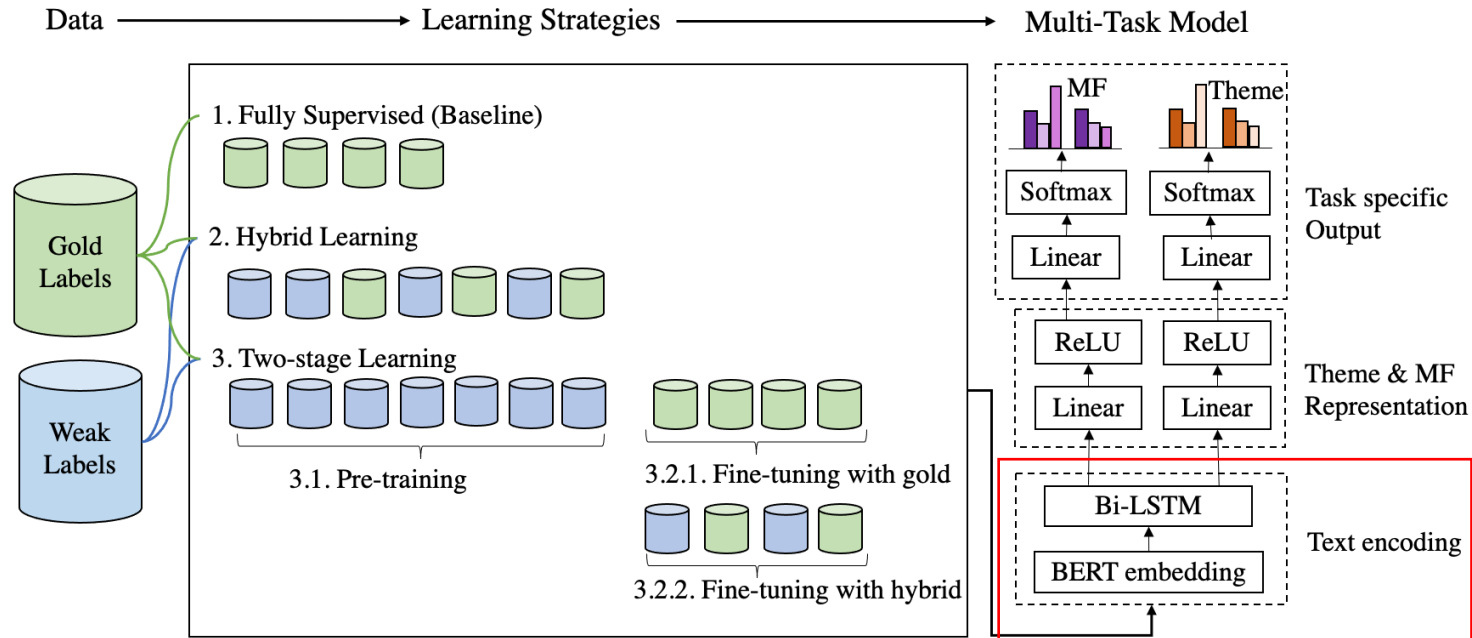 Data
Learning Strategies
Multi-Task Model
Gold
Labels
Weak
Labels
1. Fully Supervised (Baseline)
2. Hybrid Learning
3. Two-stage Learning
3.1. Pre-training
3.2.1. Fine-tuning with gold
3.2.2. Fine-tuning with hybrid
MF
Theme
Softmax
Softmax
Linear
Linear
Task specific
Output
ReLU
ReLU
Linear
Linear
Theme & MF
Representation
Bi-LSTM
BERT embedding
Text encoding